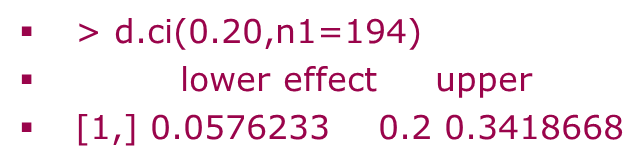 ▪ > d.ci(0.20,n1=194)
▪ lower effect upper
▪ [1,] 0.0576233 0.2 0.3418668